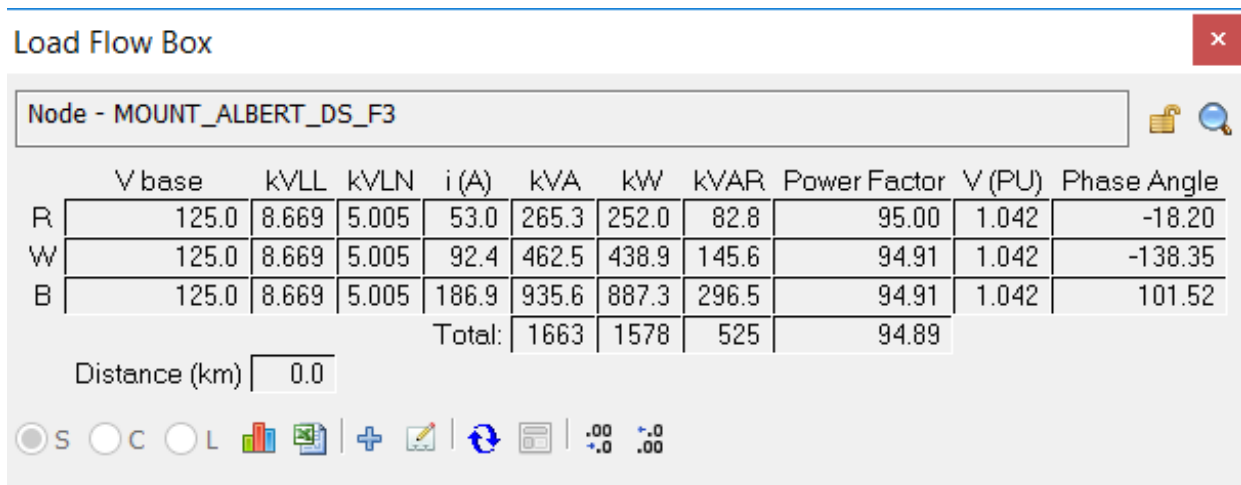 Load Flow Box
Node - MOUNT_ALBERT_DS_F3
V base kVLL kVLN i (A) kVA kW kVAR Power Factor V (PU) Phase Angle
R 125.0 8.669 5.005 53.0 265.3 252.0 82.8 95.00 1.042 -18.20
W 125.0 8.669 5.005 92.4 462.5 438.9 145.6 94.91 1.042 -138.35
B 125.0 8.669 5.005 186.9 935.6 887.3 296.5 94.91 1.042 101.52
Total: 1663 1578 525 94.89
Distance (km) 0.0
S C L .00 .0 .0 .00